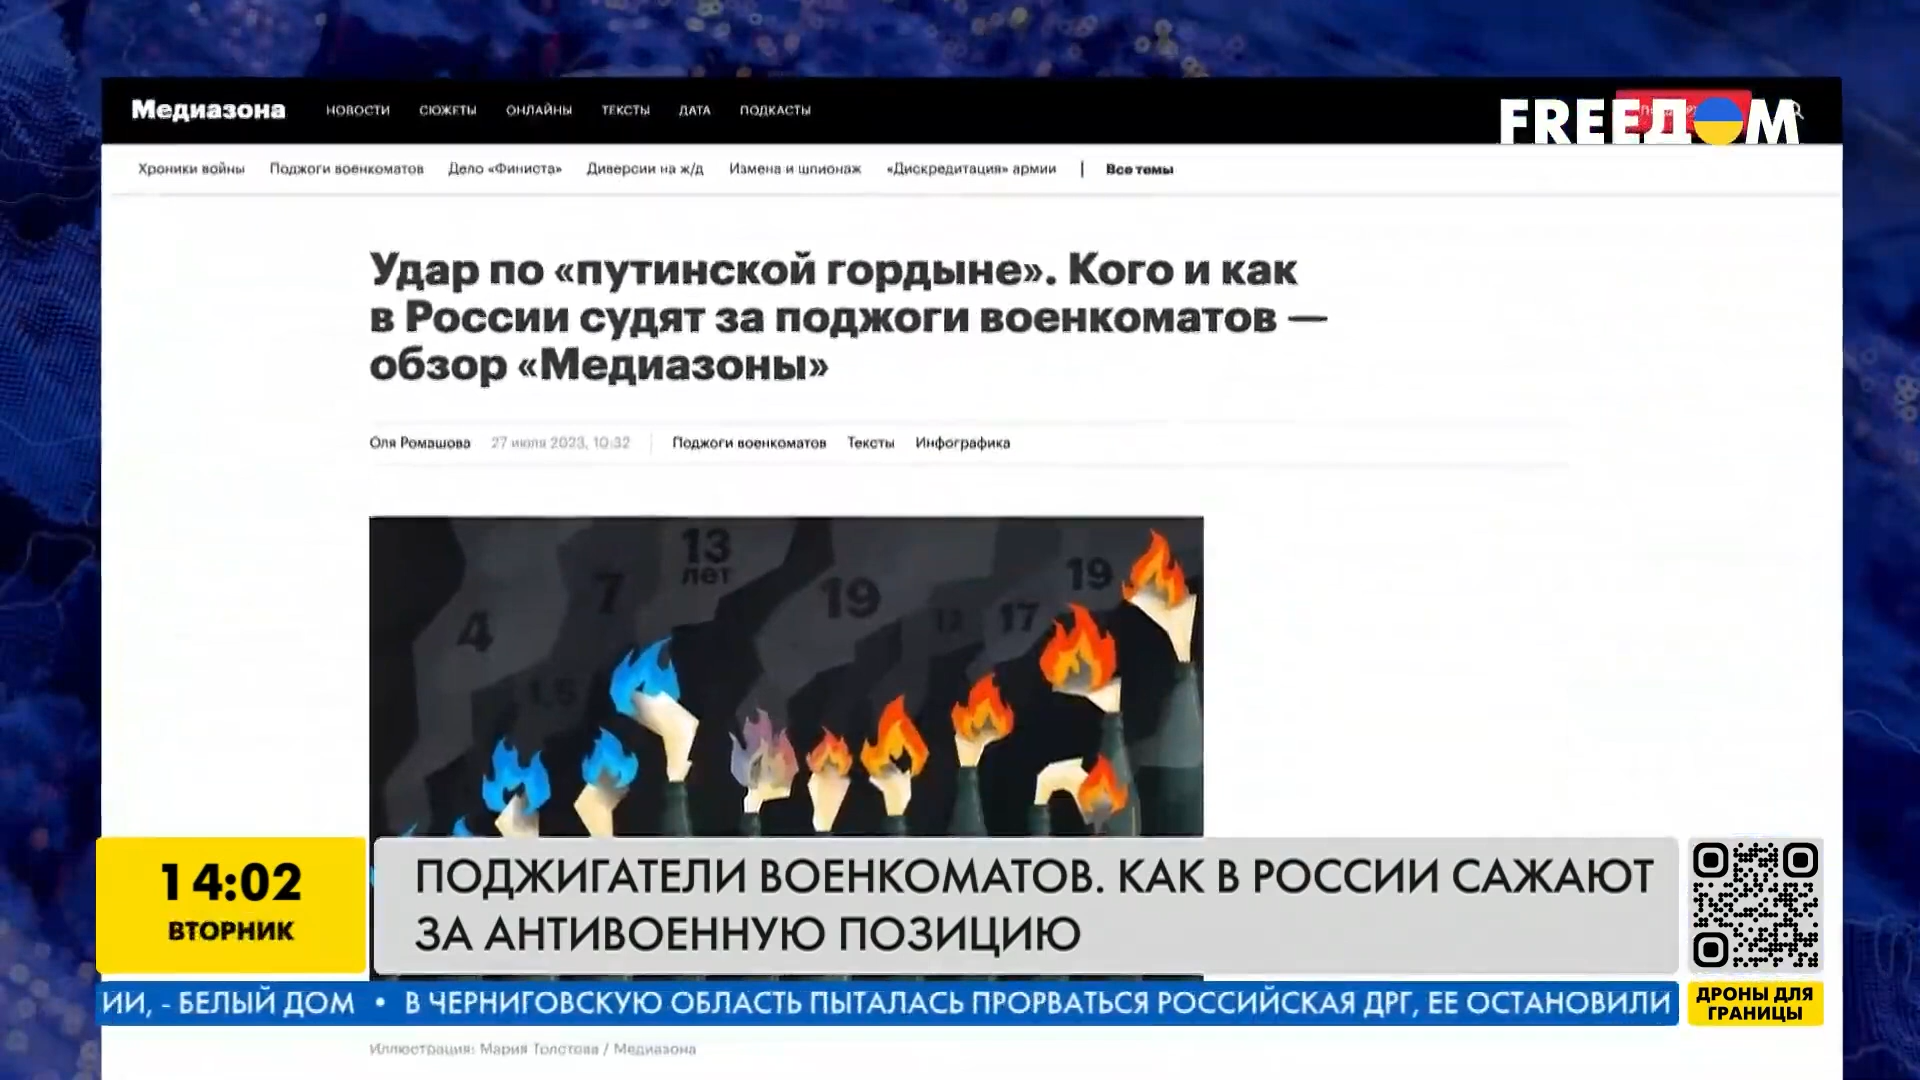 Медиазона НОВОСТИ СЮЖЕТЫ ОНЛАЙНЫ ТЕКСТЫ ДАТА ПОДКАСТЫ
FREEДOM
Хроники войны Поджоги военкоматов Дело «Финиста» Диверсии на ж/д Измена и шпионаж «Дискредитация» армии | Все темы
Удар по «путинской гордыне». Кого и как
в России судят за поджоги военкоматов —
обзор «Медиазоны»
Оля Ромашова 27 июля 2023, 10:32 Поджоги военкоматов Тексты Инфографика
13
лет
4 7 19 12 17 19
1,5
14:02
ВТОРНИК
ПОДЖИГАТЕЛИ ВОЕНКОМАТОВ. КАК В РОССИИ САЖАЮТ
ЗА АНТИВОЕННУЮ ПОЗИЦИЮ
ИИ, - БЕЛЫЙ ДОМ • В ЧЕРНИГОВСКУЮ ОБЛАСТЬ ПЫТАЛАСЬ ПРОРВАТЬСЯ РОССИЙСКАЯ ДРГ, ЕЕ ОСТАНОВИЛИ
ДРОНЫ ДЛЯ
ГРАНИЦЫ
Иллюстрация: Мария Толстова / Медиазона